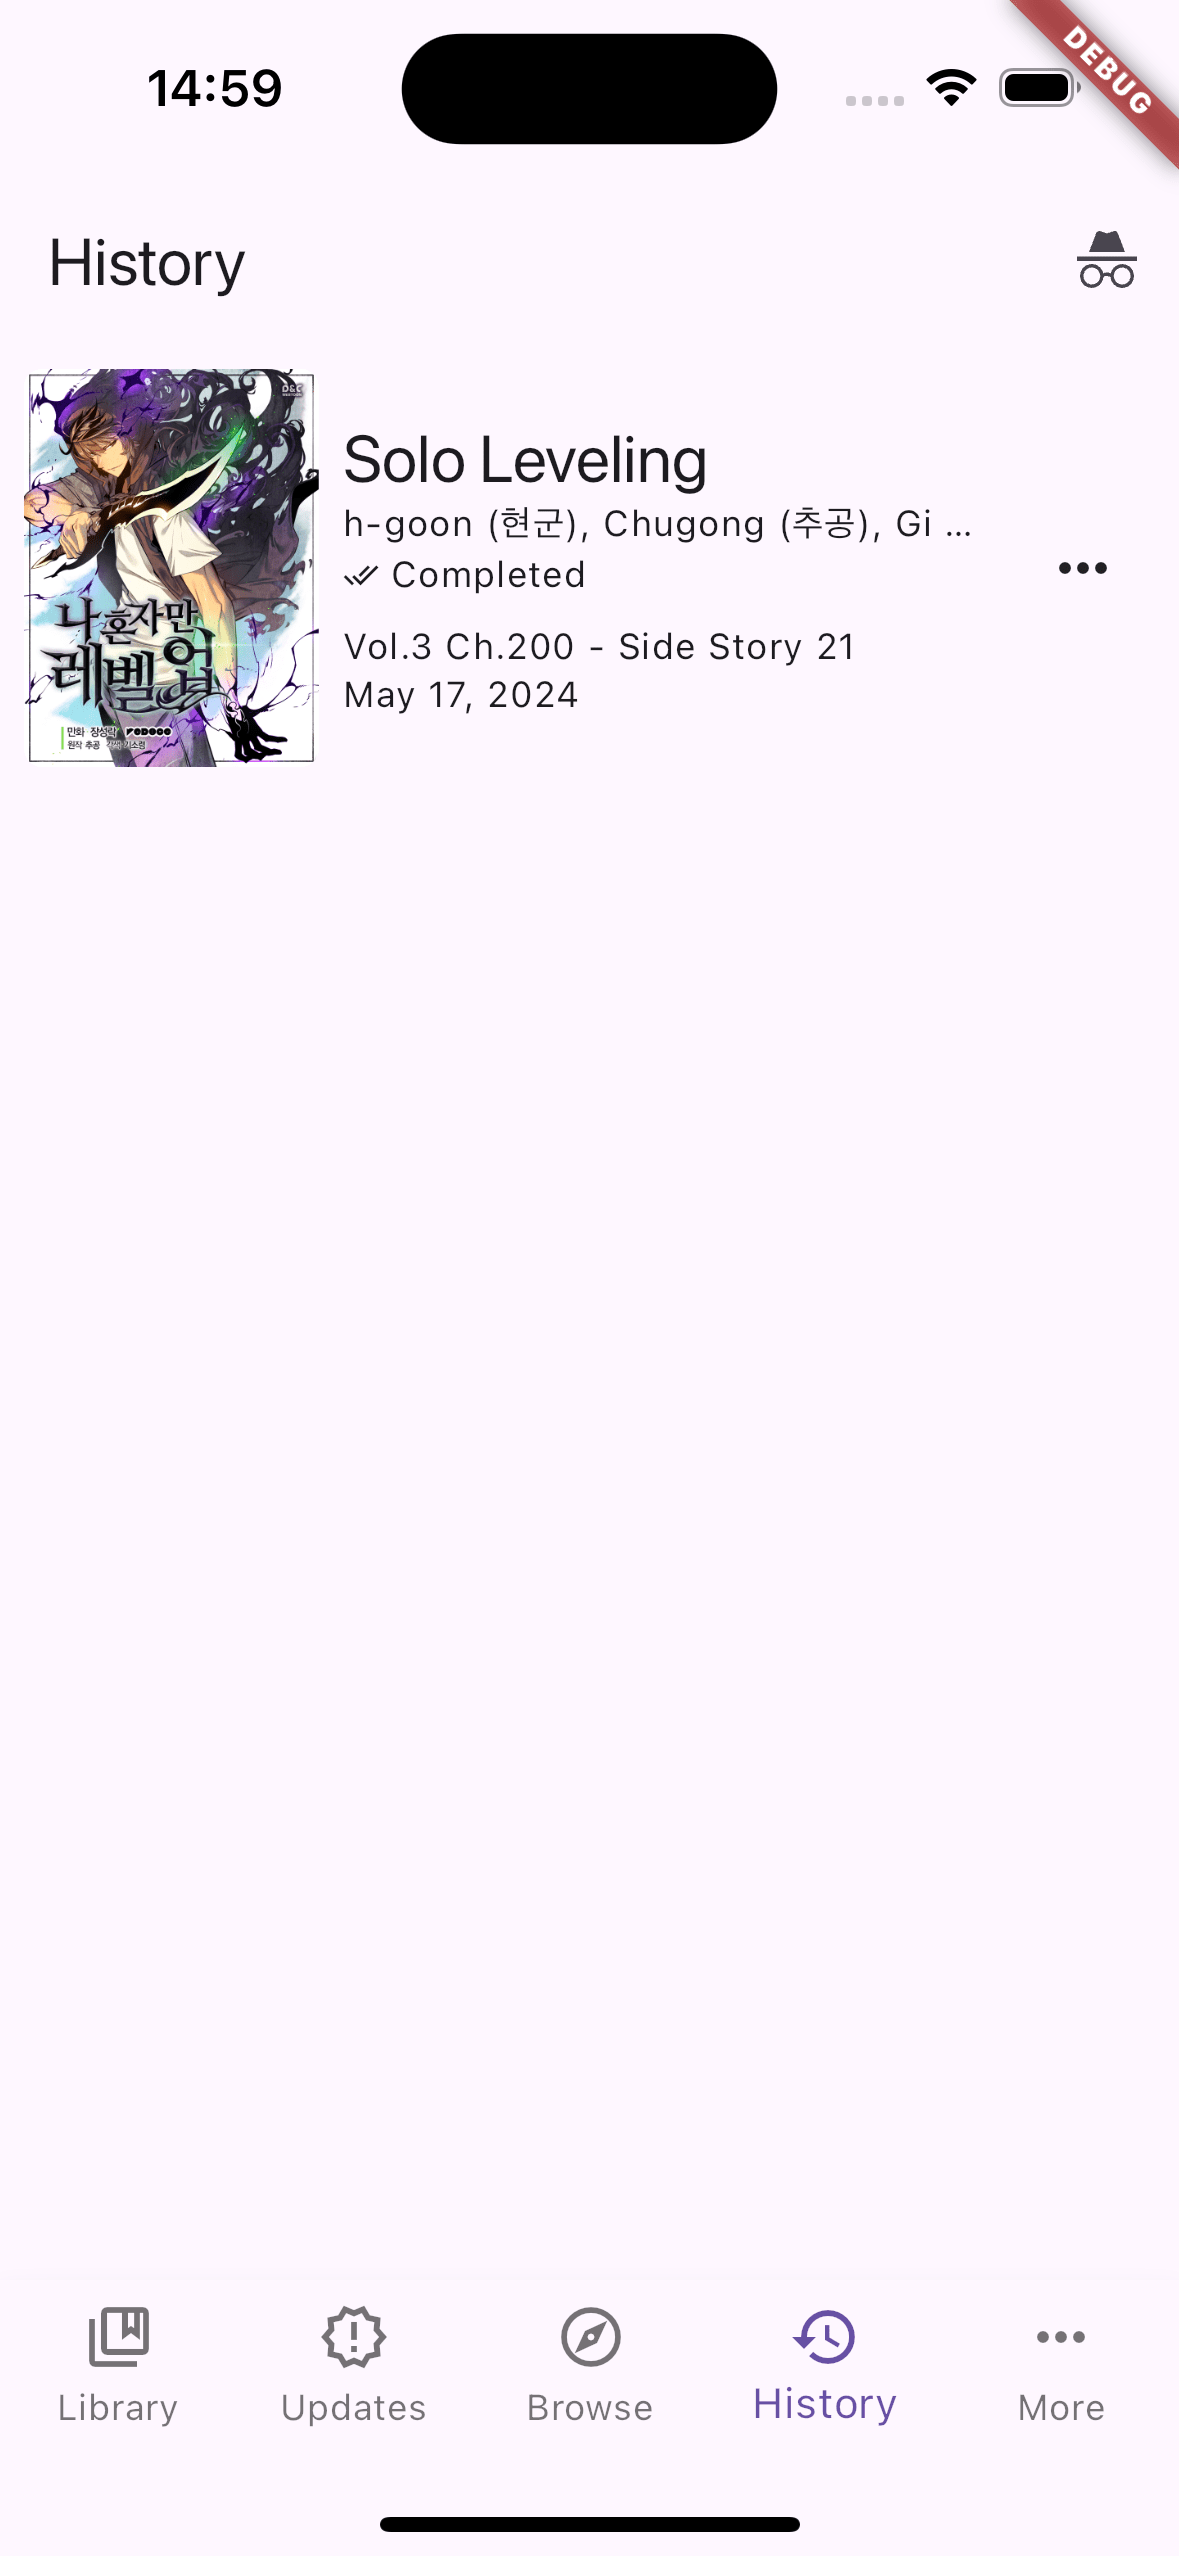 14:59
DEBUG
History
D&C
나 혼자만
레벨업
만화 장성락
원작 추공 각색 기소령
Solo Leveling
h-goon (현군), Chugong (추공), Gi ...
Completed
Vol.3 Ch.200 - Side Story 21
May 17, 2024
Library
Updates
Browse
History
More